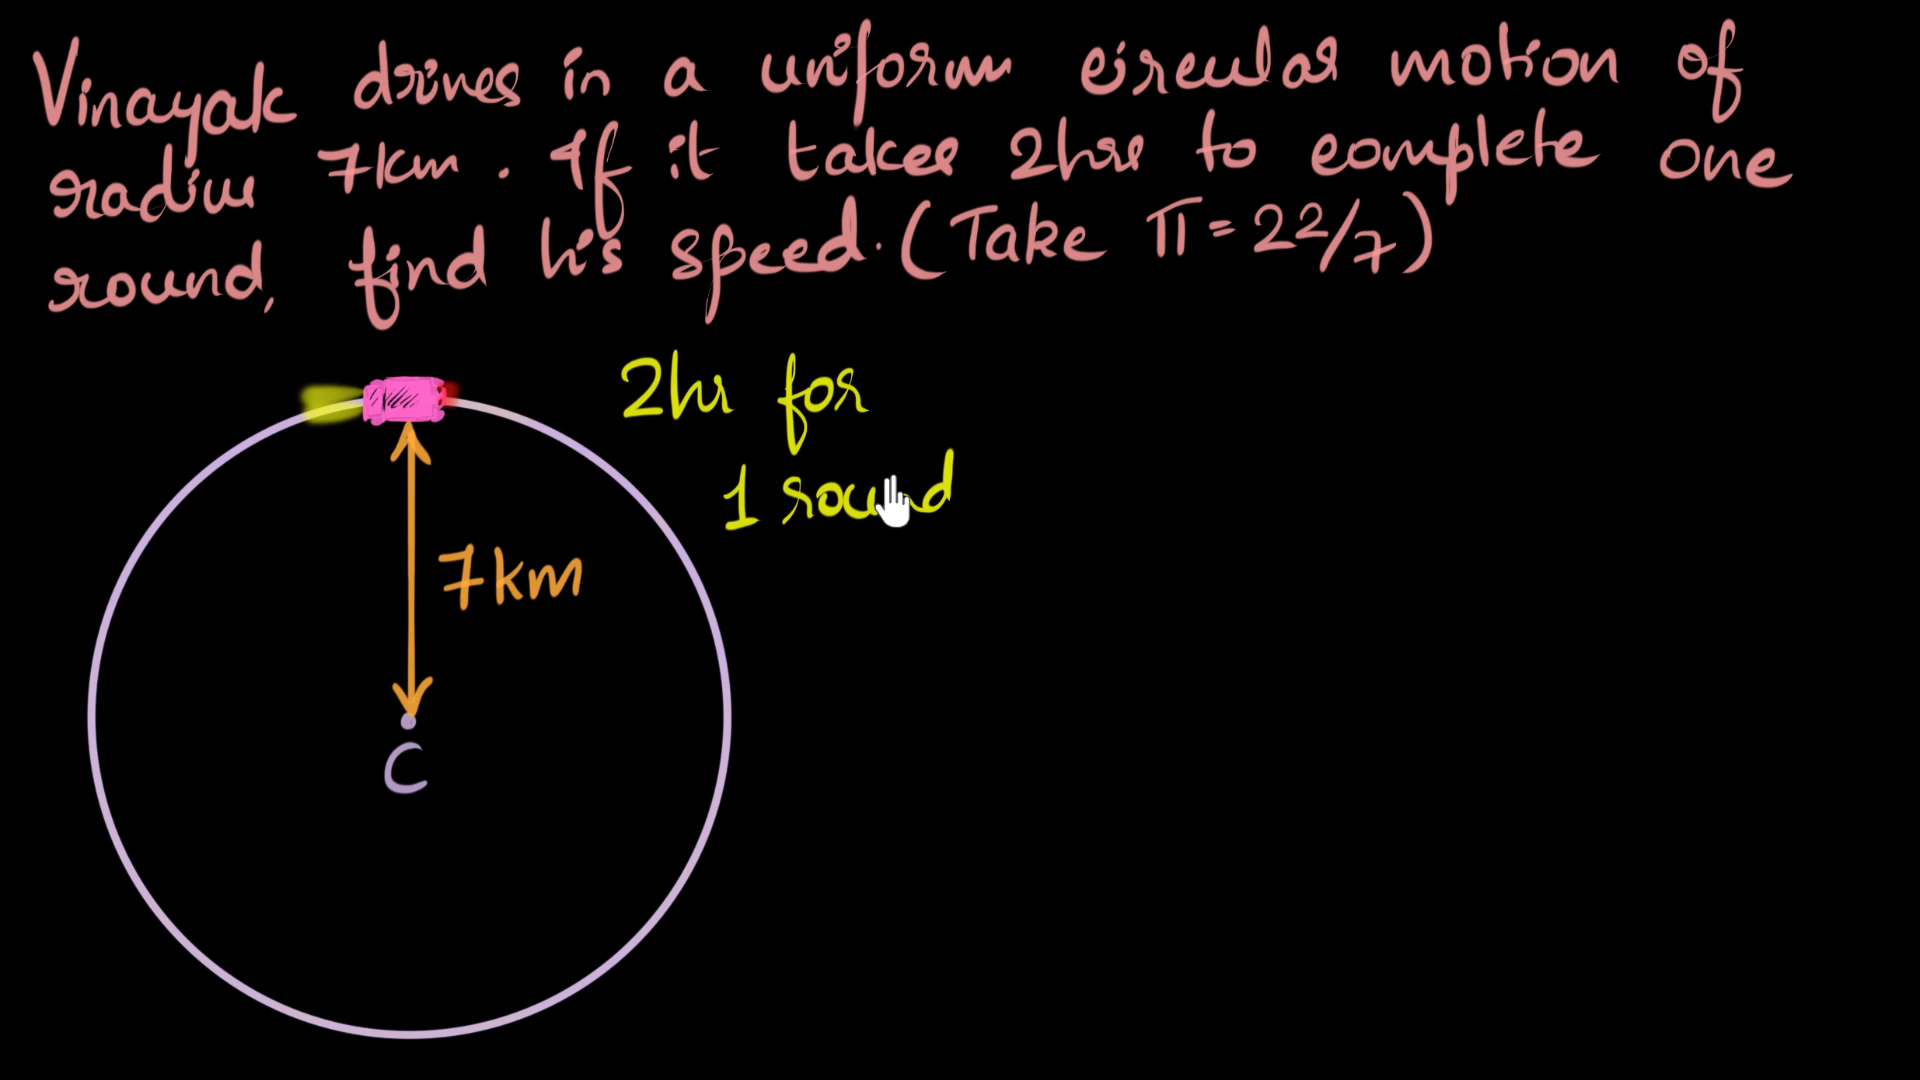 Vinayak drives in a uniform circular motion of
radius 7km. If it takes 2hrs to complete one
round, find his speed. (Take π = 22/7)
2hr for
1 round
7km
C